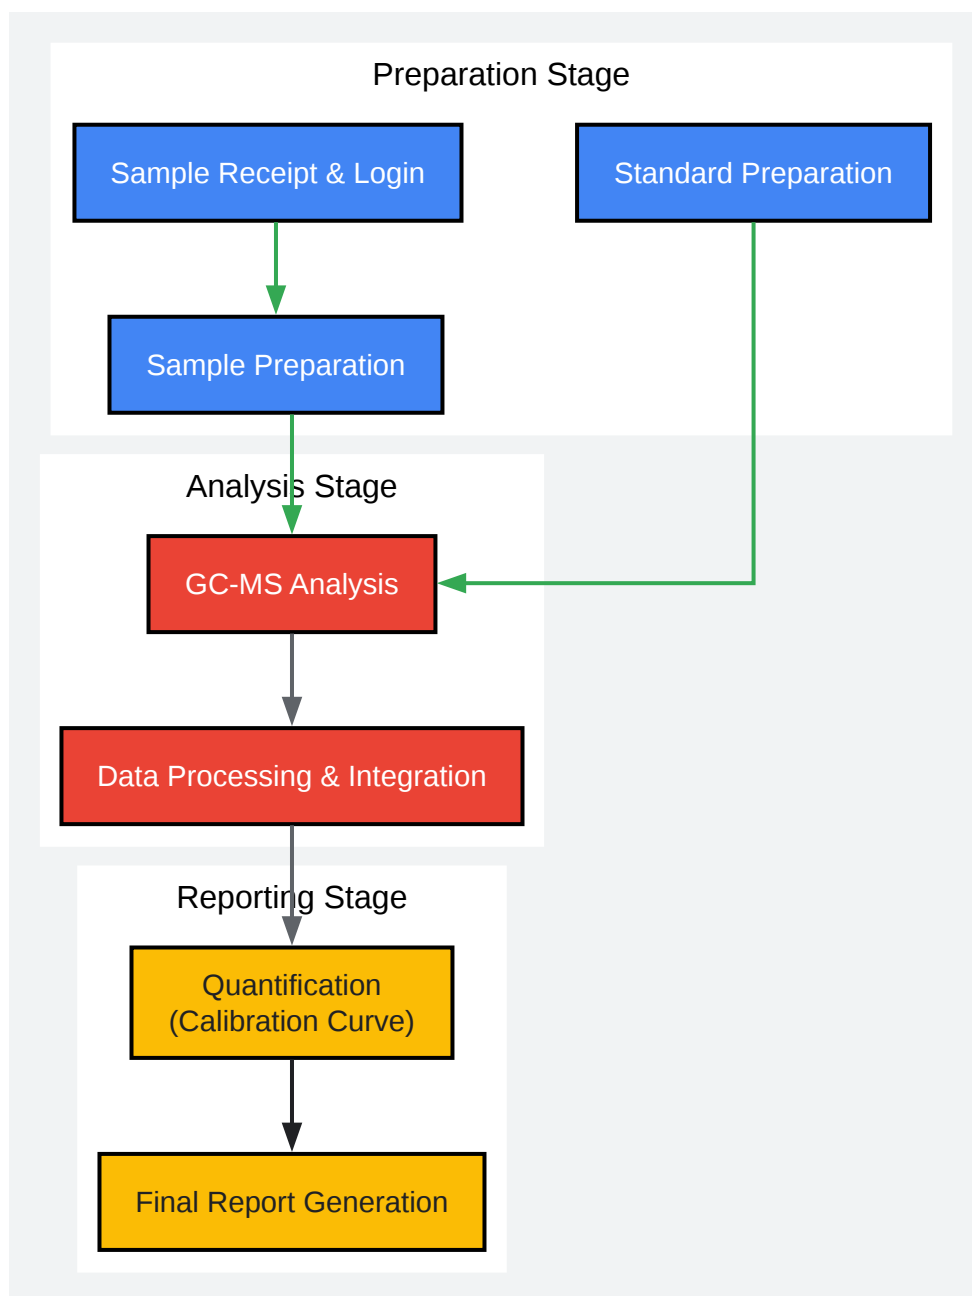 Preparation Stage
Sample Receipt & Login
Standard Preparation
Sample Preparation
Analysis Stage
GC-MS Analysis
Data Processing & Integration
Reporting Stage
Quantification
(Calibration Curve)
Final Report Generation